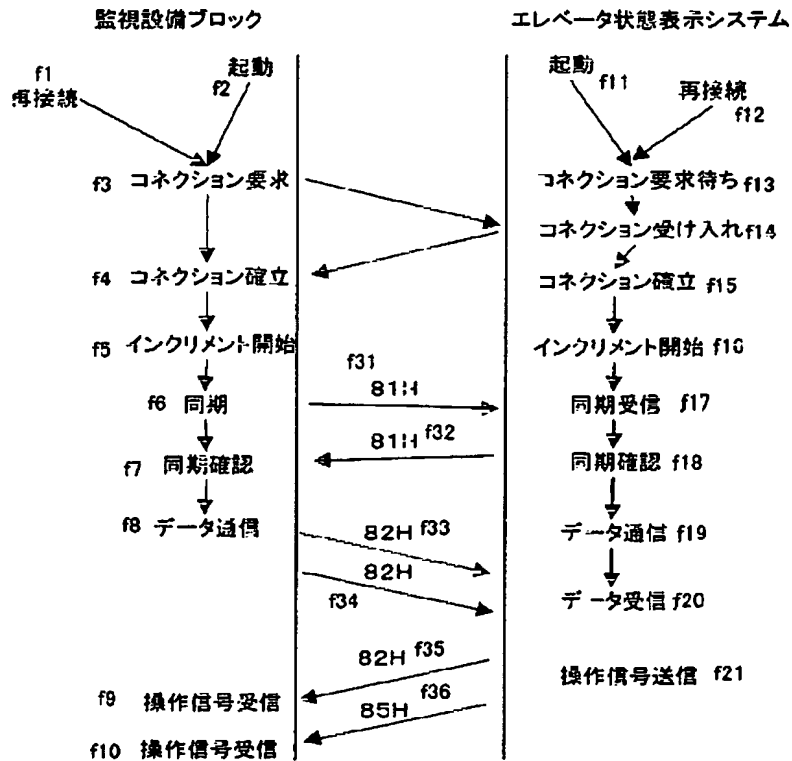 監視設備ブロック
エレベータ状態表示システム
f1
再接続
f2
起動
起動
f11
再接続
f12
f3 コネクション要求
コネクション要求待ち f13
コネクション受け入れ f14
f4 コネクション確立
コネクション確立 f15
f5 インクリメント開始
インクリメント開始 f16
f31
f6 同期
81H
同期受信 f17
f7 同期確認
81H f32
同期確認 f18
f8 データ通信
82H f33
データ通信 f19
82H
f34
データ受信 f20
82H f35
操作信号送信 f21
f9 操作信号受信
85H f36
f10 操作信号受信